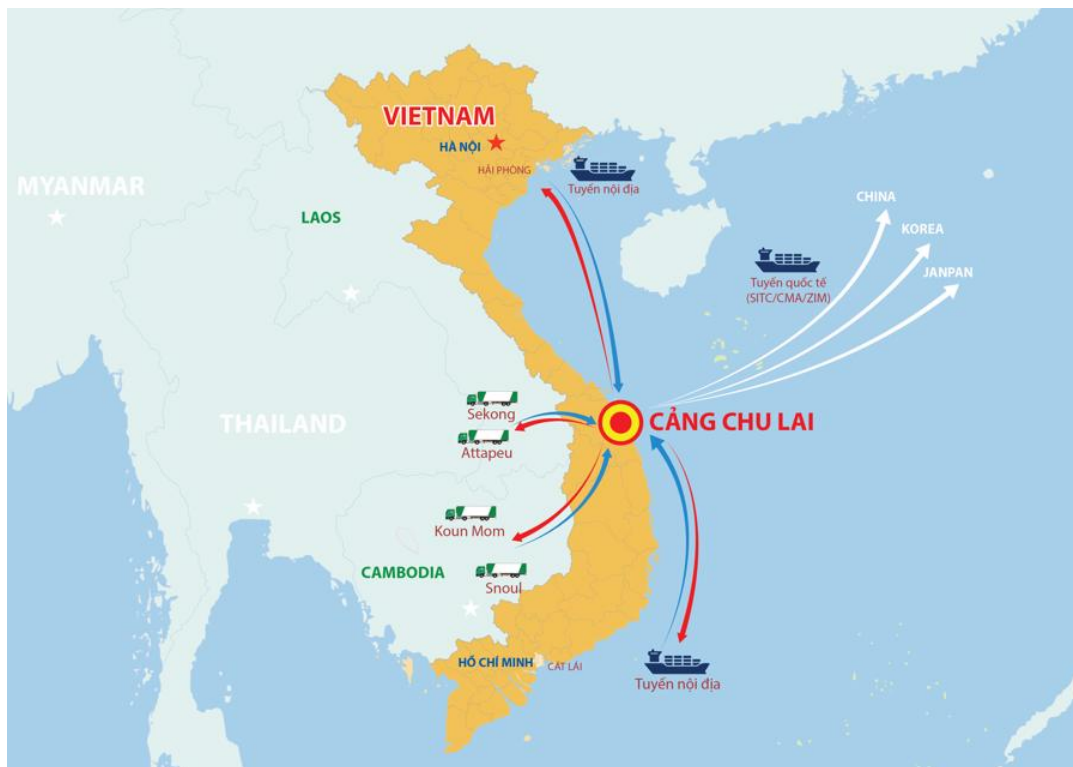 VIETNAM
HÀ NỘI
HẢI PHÒNG
Tuyến nội địa
MYANMAR
LAOS
CHINA
KOREA
JANPAN
Tuyến quốc tế
(SITC/CMA/ZIM)
THAILAND
Sekong
Attapeu
CẢNG CHU LAI
Koun Mom
CAMBODIA
Snoul
HỒ CHÍ MINH
CÁT LÁI
Tuyến nội địa